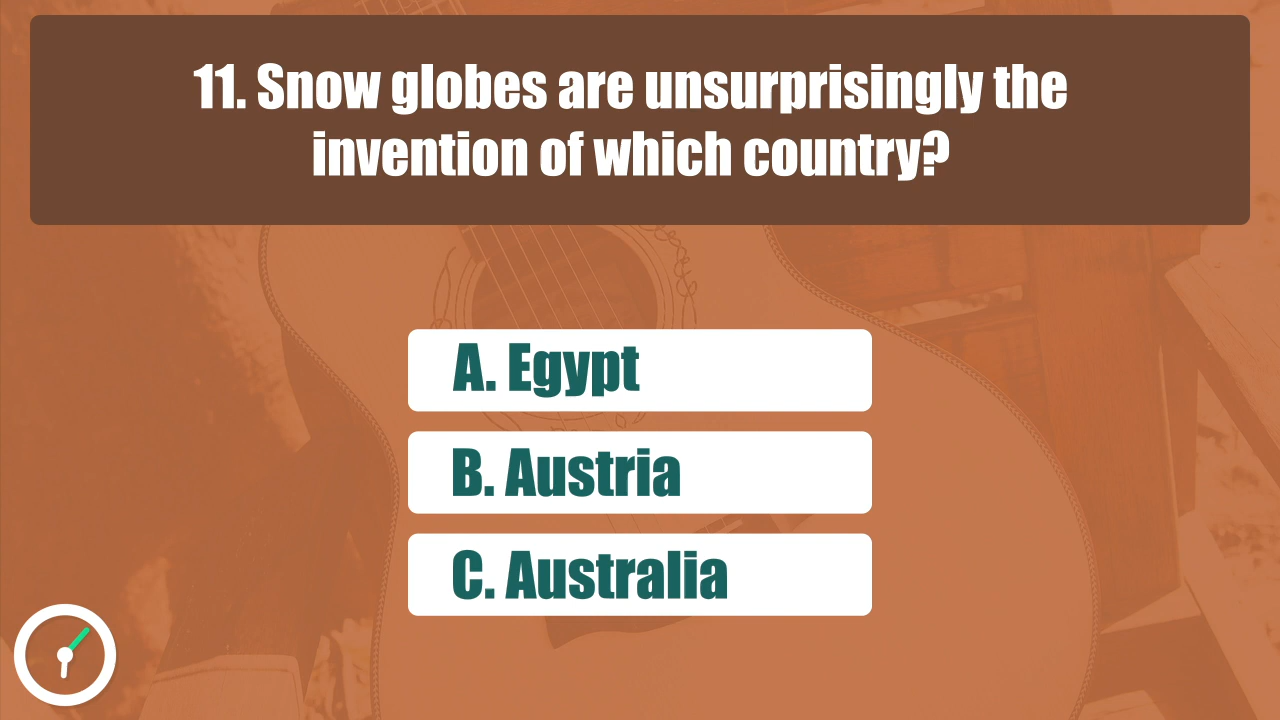 11. Snow globes are unsurprisingly the
invention of which country?
A. Egypt
B. Austria
C. Australia